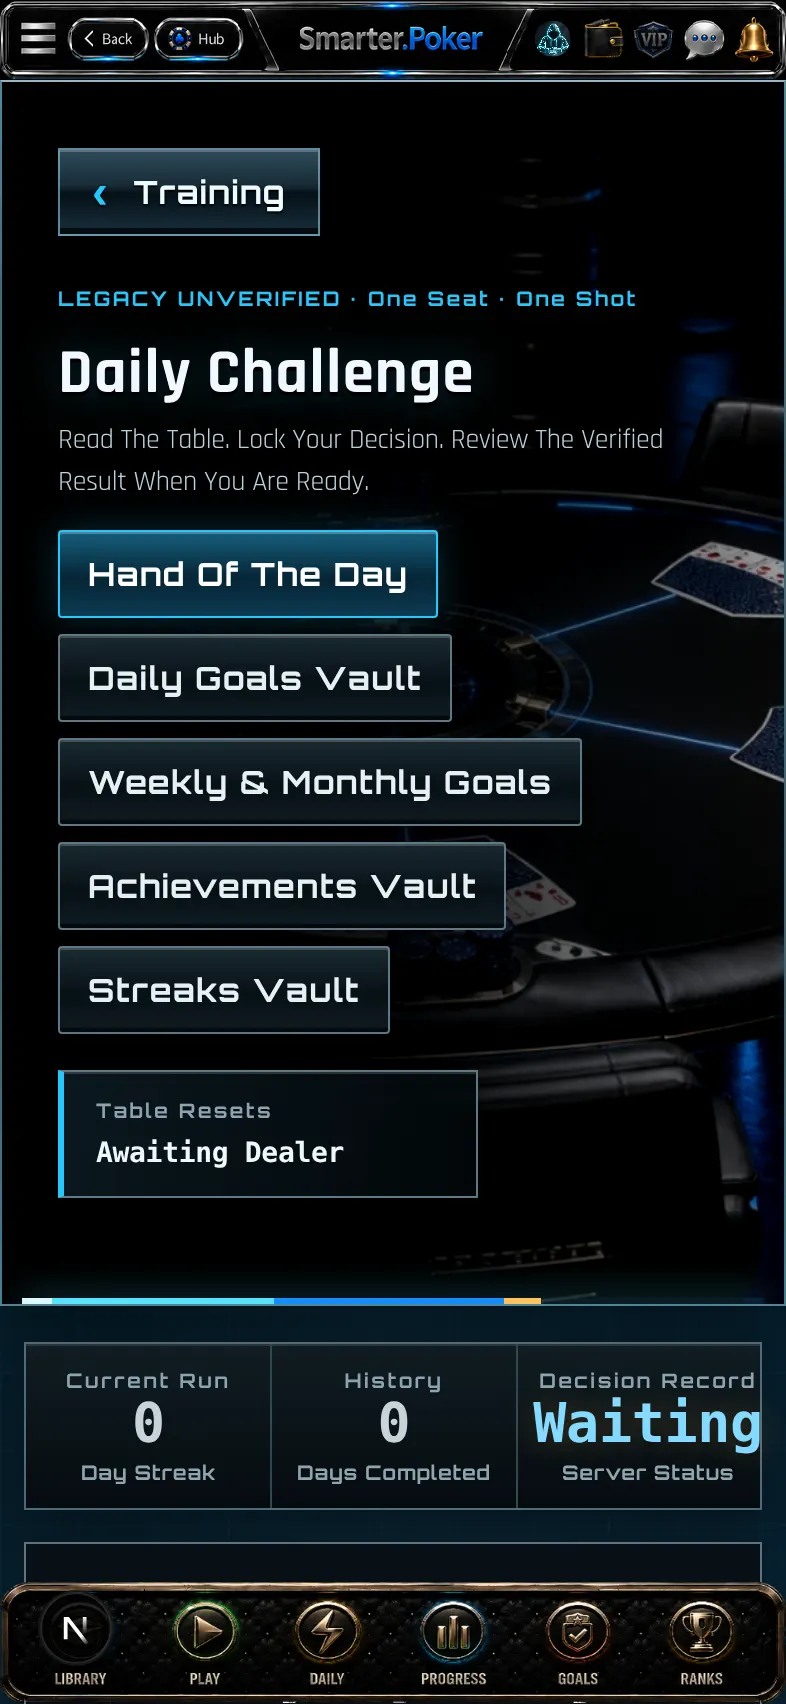 Back
Hub
Smarter.Poker
VIP
‹ Training
LEGACY UNVERIFIED · One Seat · One Shot
Daily Challenge
Read The Table. Lock Your Decision. Review The Verified
Result When You Are Ready.
Hand Of The Day
Daily Goals Vault
Weekly & Monthly Goals
Achievements Vault
Streaks Vault
Table Resets
Awaiting Dealer
Current Run
0
Day Streak
History
0
Days Completed
Decision Record
Waiting
Server Status
N
LIBRARY
PLAY
DAILY
PROGRESS
GOALS
RANKS